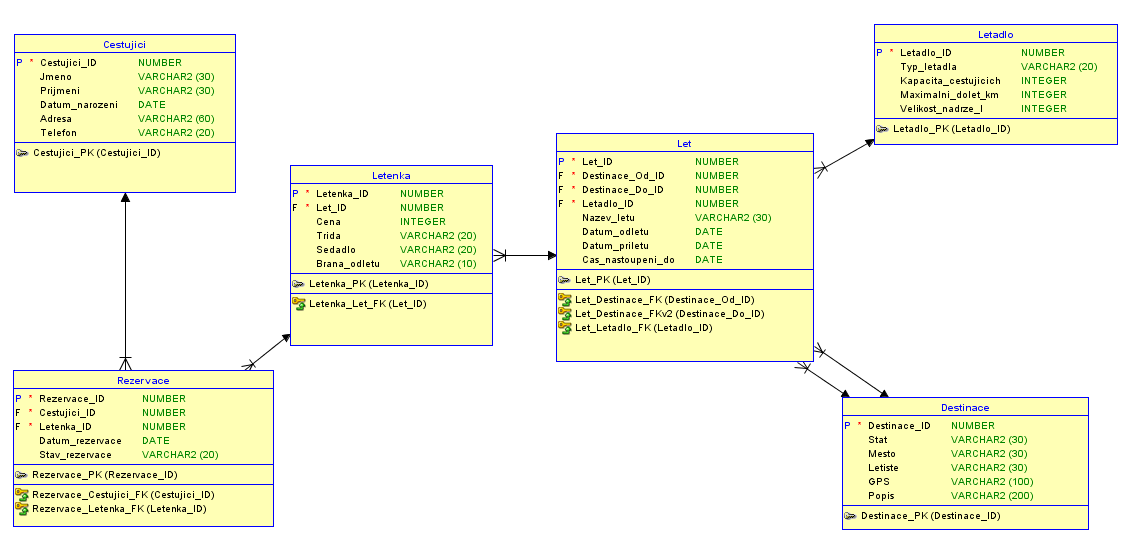 Cestujici
P * Cestujici_ID NUMBER
Jmeno VARCHAR2 (30)
Prijmeni VARCHAR2 (30)
Datum_narozeni DATE
Adresa VARCHAR2 (60)
Telefon VARCHAR2 (20)
Cestujici_PK (Cestujici_ID)
Letenka
P * Letenka_ID NUMBER
F * Let_ID NUMBER
Cena INTEGER
Trida VARCHAR2 (20)
Sedadlo VARCHAR2 (20)
Brana_odletu VARCHAR2 (10)
Letenka_PK (Letenka_ID)
Letenka_Let_FK (Let_ID)
Let
P * Let_ID NUMBER
F * Destinace_Od_ID NUMBER
F * Destinace_Do_ID NUMBER
F * Letadlo_ID NUMBER
Nazev_letu VARCHAR2 (30)
Datum_odletu DATE
Datum_priletu DATE
Cas_nastoupeni_do DATE
Let_PK (Let_ID)
Let_Destinace_FK (Destinace_Od_ID)
Let_Destinace_FKv2 (Destinace_Do_ID)
Let_Letadlo_FK (Letadlo_ID)
Letadlo
P * Letadlo_ID NUMBER
Typ_letadla VARCHAR2 (20)
Kapacita_cestujicich INTEGER
Maximalni_dolet_km INTEGER
Velikost_nadrze_l INTEGER
Letadlo_PK (Letadlo_ID)
Rezervace
P * Rezervace_ID NUMBER
F * Cestujici_ID NUMBER
F * Letenka_ID NUMBER
Datum_rezervace DATE
Stav_rezervace VARCHAR2 (20)
Rezervace_PK (Rezervace_ID)
Rezervace_Cestujici_FK (Cestujici_ID)
Rezervace_Letenka_FK (Letenka_ID)
Destinace
P * Destinace_ID NUMBER
Stat VARCHAR2 (30)
Mesto VARCHAR2 (30)
Letiste VARCHAR2 (30)
GPS VARCHAR2 (100)
Popis VARCHAR2 (200)
Destinace_PK (Destinace_ID)